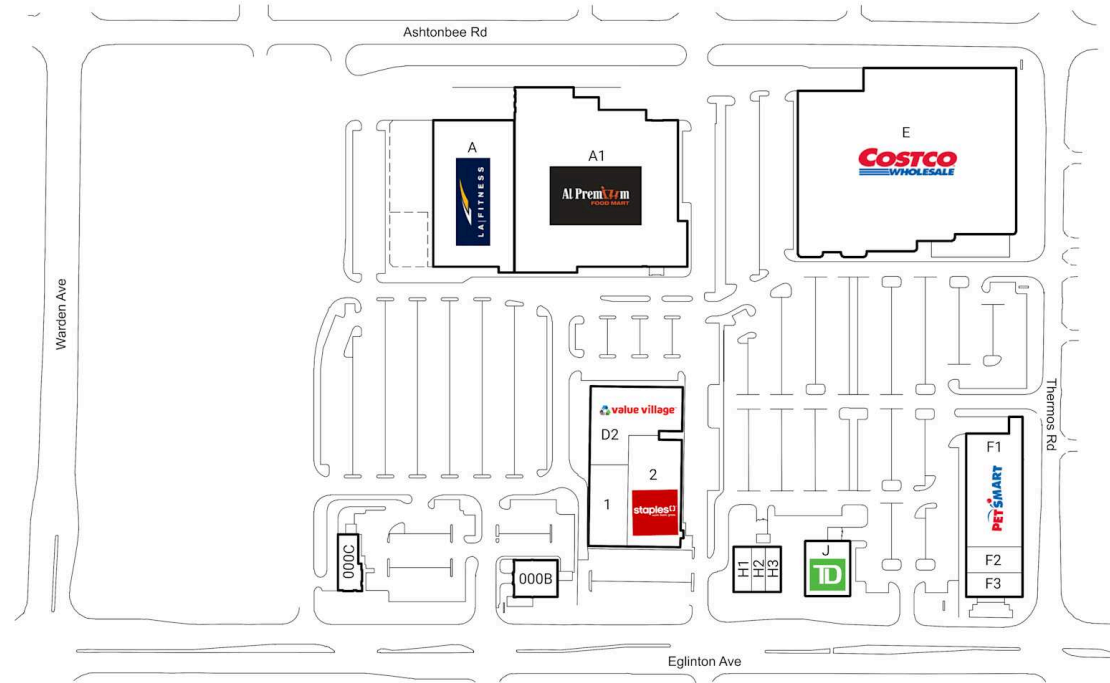 Ashtonbee Rd
Warden Ave
Thermos Rd
Eglinton Ave
A
LA|FITNESS
A1
Al Premium
FOOD MART
E
COSTCO
WHOLESALE
value village
D2
1
2
staples
F1
PETSMART
F2
F3
000C
000B
H1
H2
H3
J
TD